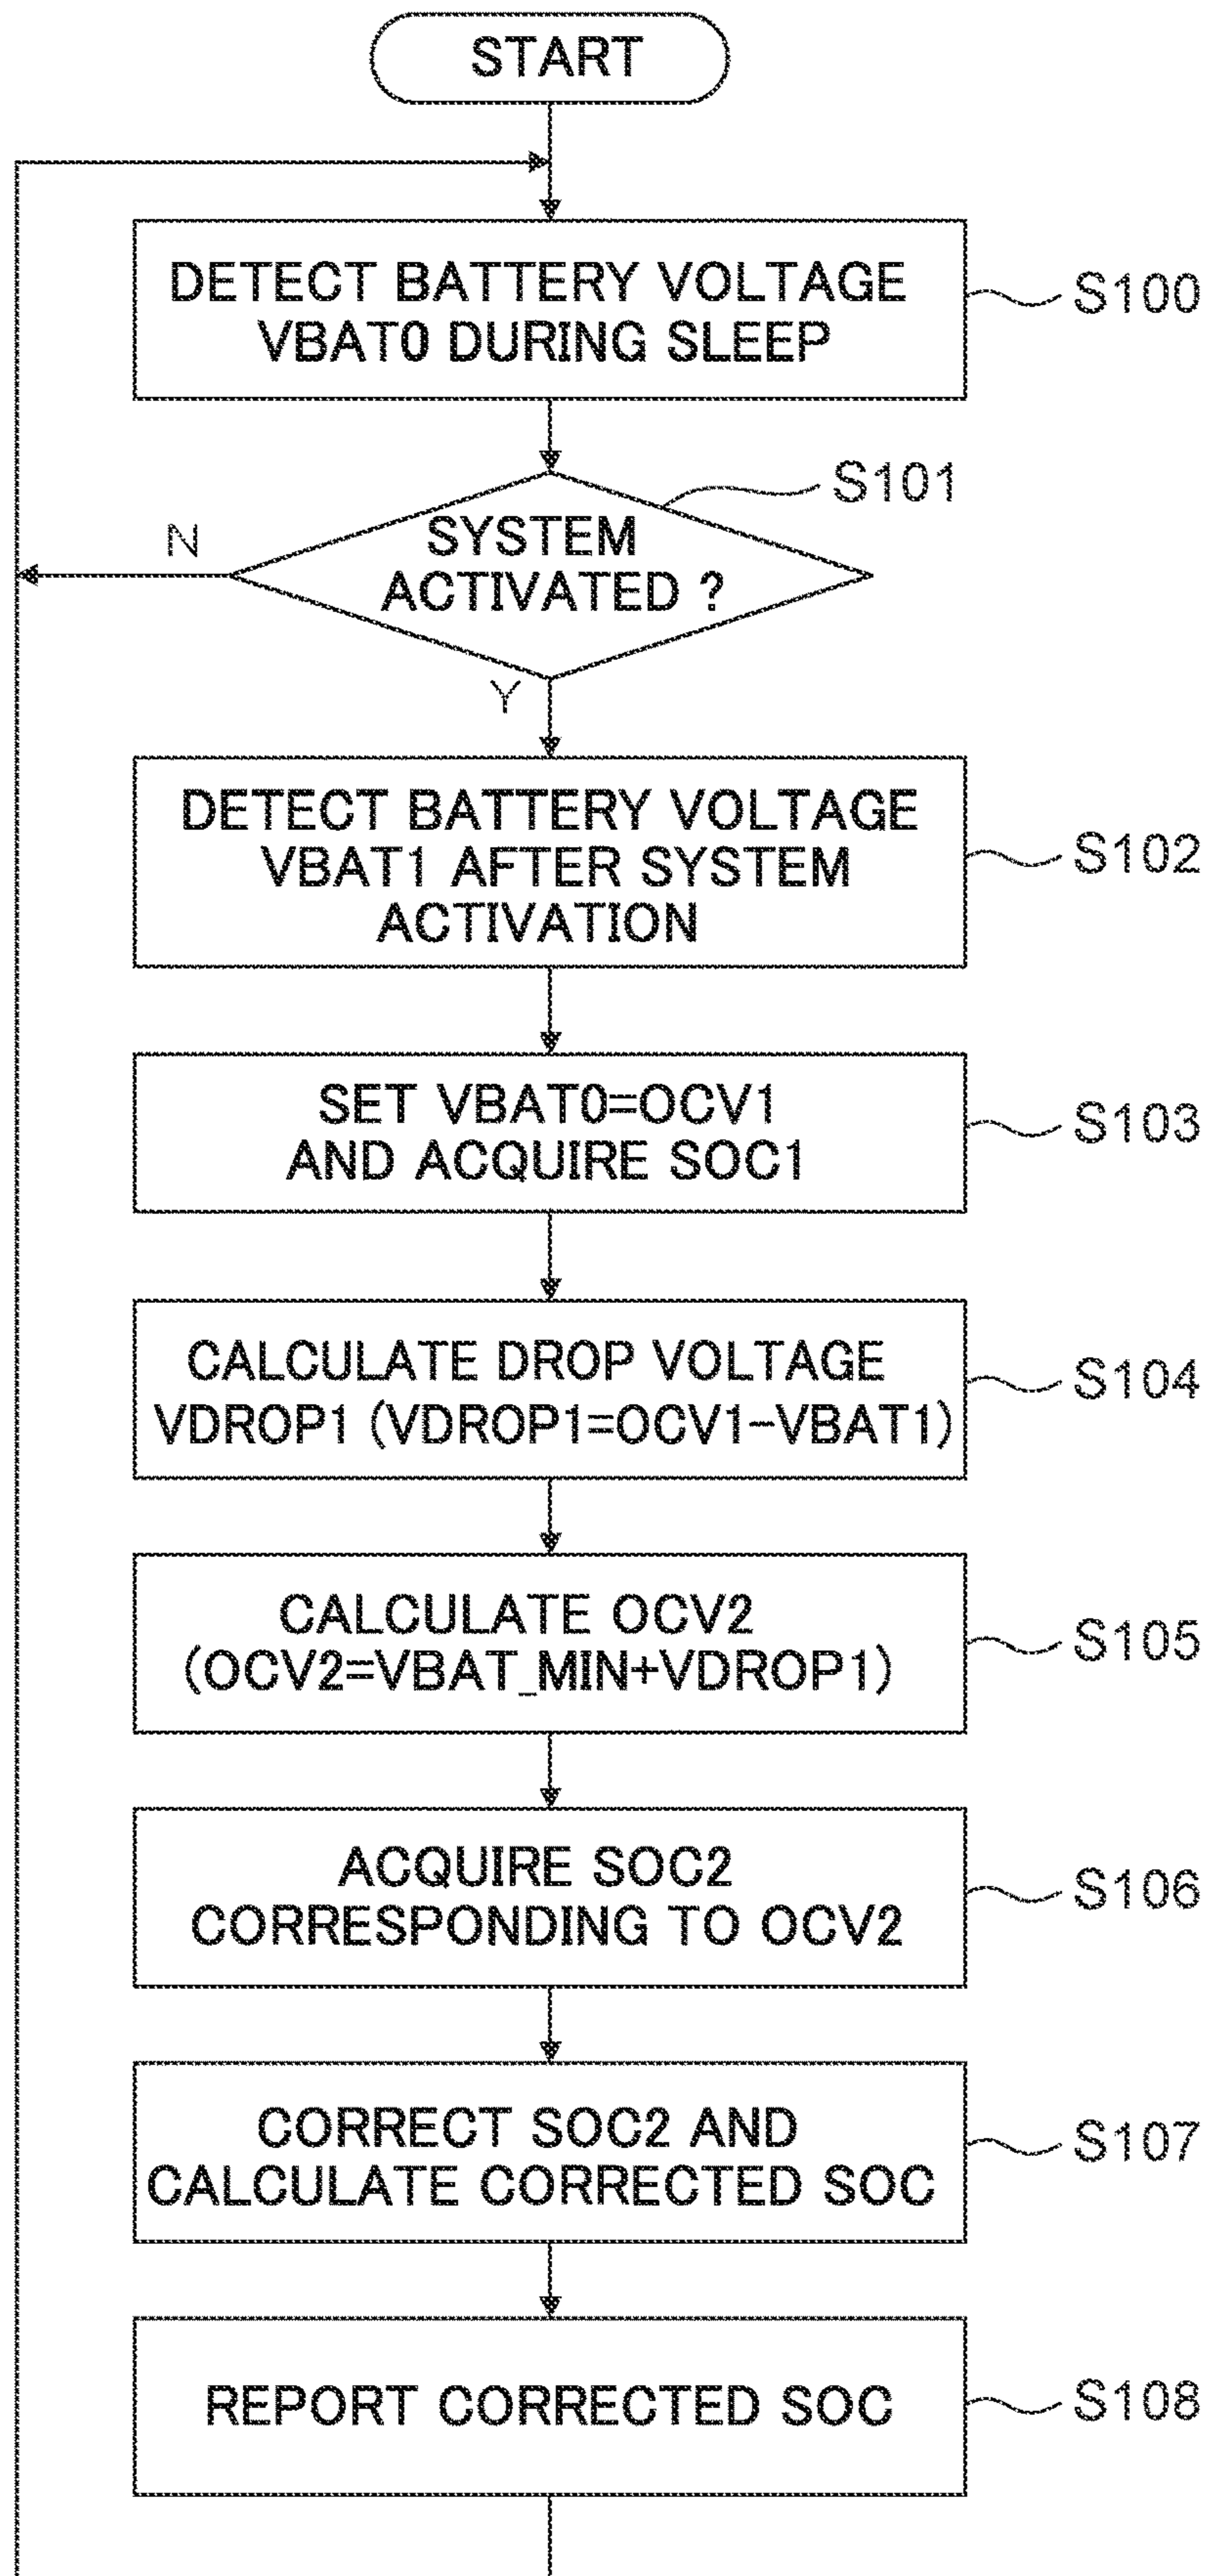 START
DETECT BATTERY VOLTAGE
VBAT0 DURING SLEEP
S100
S101
SYSTEM
ACTIVATED ?
N
Y
DETECT BATTERY VOLTAGE
VBAT1 AFTER SYSTEM
ACTIVATION
S102
SET VBAT0=OCV1
AND ACQUIRE SOC1
S103
CALCULATE DROP VOLTAGE
VDROP1 (VDROP1=OCV1-VBAT1)
S104
CALCULATE OCV2
(OCV2=VBAT_MIN+VDROP1)
S105
ACQUIRE SOC2
CORRESPONDING TO OCV2
S106
CORRECT SOC2 AND
CALCULATE CORRECTED SOC
S107
REPORT CORRECTED SOC
S108